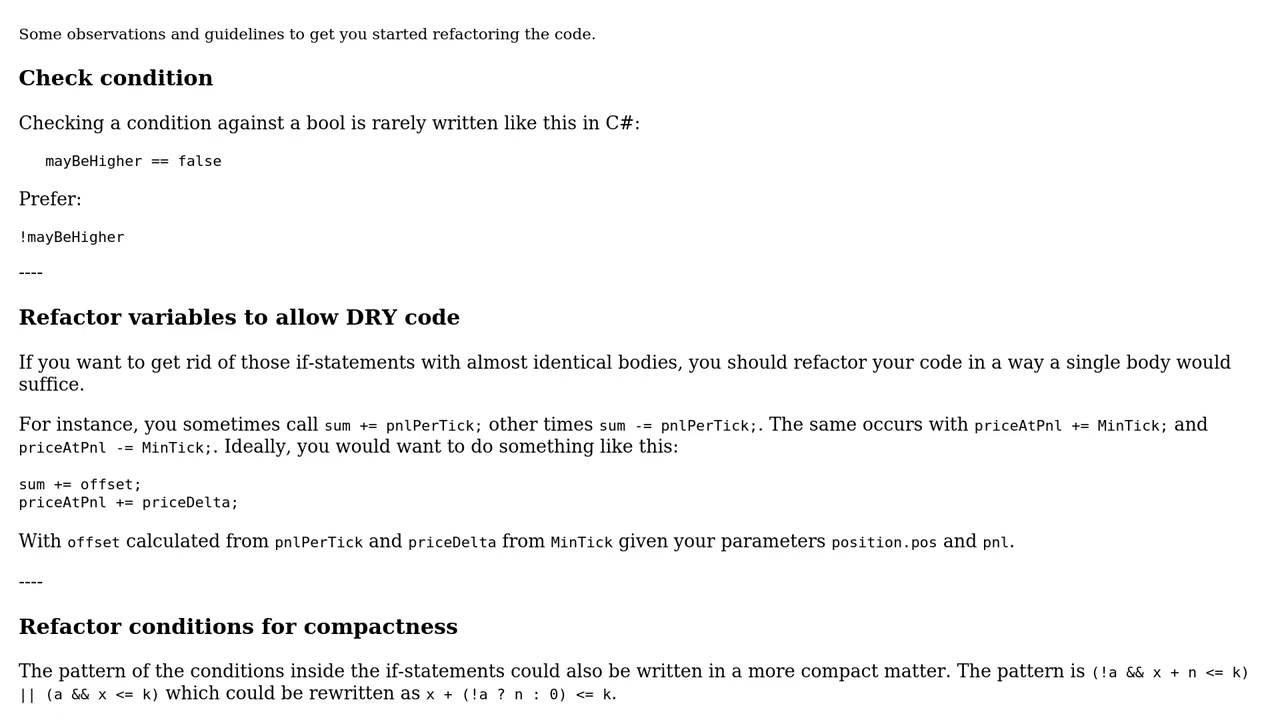 Some observations and guidelines to get you started refactoring the code.
Check condition
Checking a condition against a bool is rarely written like this in C#:
mayBeHigher == false
Prefer:
!mayBeHigher
----
Refactor variables to allow DRY code
If you want to get rid of those if-statements with almost identical bodies, you should refactor your code in a way a single body would
suffice.
For instance, you sometimes call sum += pnlPerTick; other times sum -= pnlPerTick;. The same occurs with priceAtPnl += MinTick; and
priceAtPnl -= MinTick;. Ideally, you would want to do something like this:
sum += offset;
priceAtPnl += priceDelta;
With offset calculated from pnlPerTick and priceDelta from MinTick given your parameters position.pos and pnl.
----
Refactor conditions for compactness
The pattern of the conditions inside the if-statements could also be written in a more compact matter. The pattern is (!a && x + n <= k)
|| (a && x <= k) which could be rewritten as x + (!a ? n : 0) <= k.